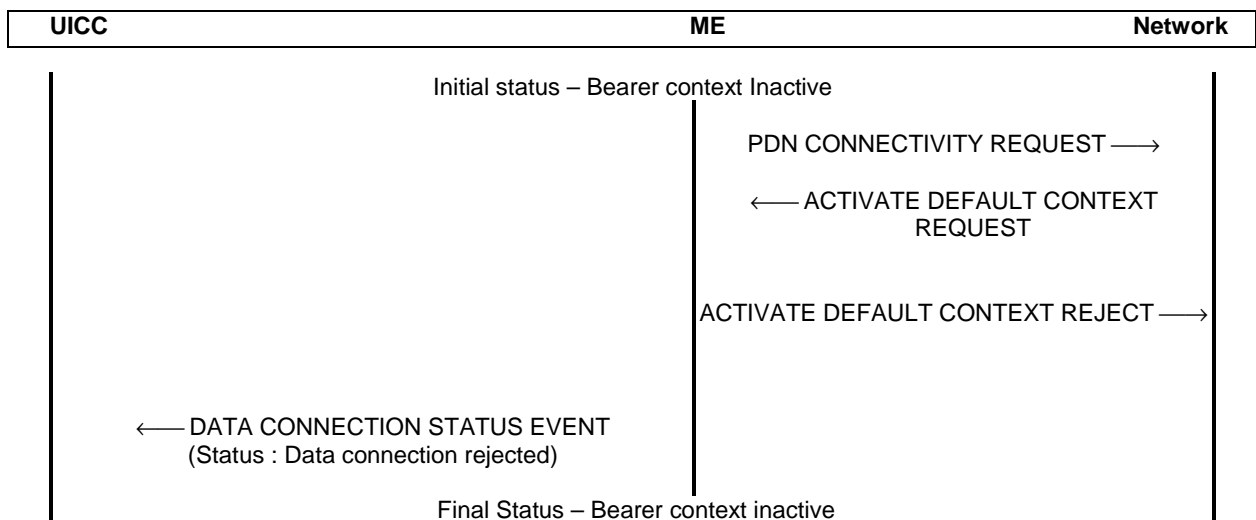 UICC ME Network
Initial status – Bearer context Inactive
PDN CONNECTIVITY REQUEST →
← ACTIVATE DEFAULT CONTEXT
REQUEST
ACTIVATE DEFAULT CONTEXT REJECT →
← DATA CONNECTION STATUS EVENT
(Status : Data connection rejected)
Final Status – Bearer context inactive